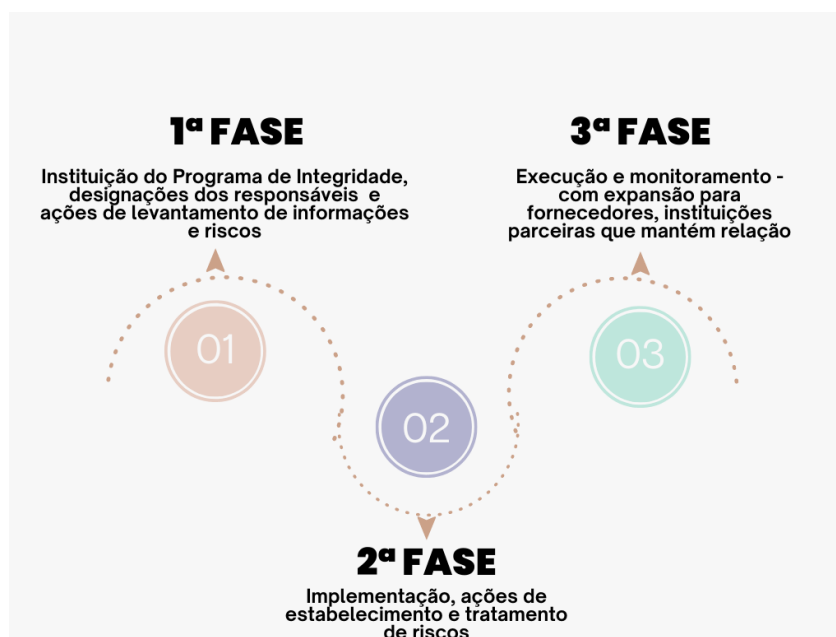 1ª FASE
Instituição do Programa de Integridade,
designações dos responsáveis e
ações de levantamento de informações
e riscos
01
2ª FASE
Implementação, ações de
estabelecimento e tratamento
de riscos
02
3ª FASE
Execução e monitoramento -
com expansão para
fornecedores, instituições
parceiras que mantém relação
03